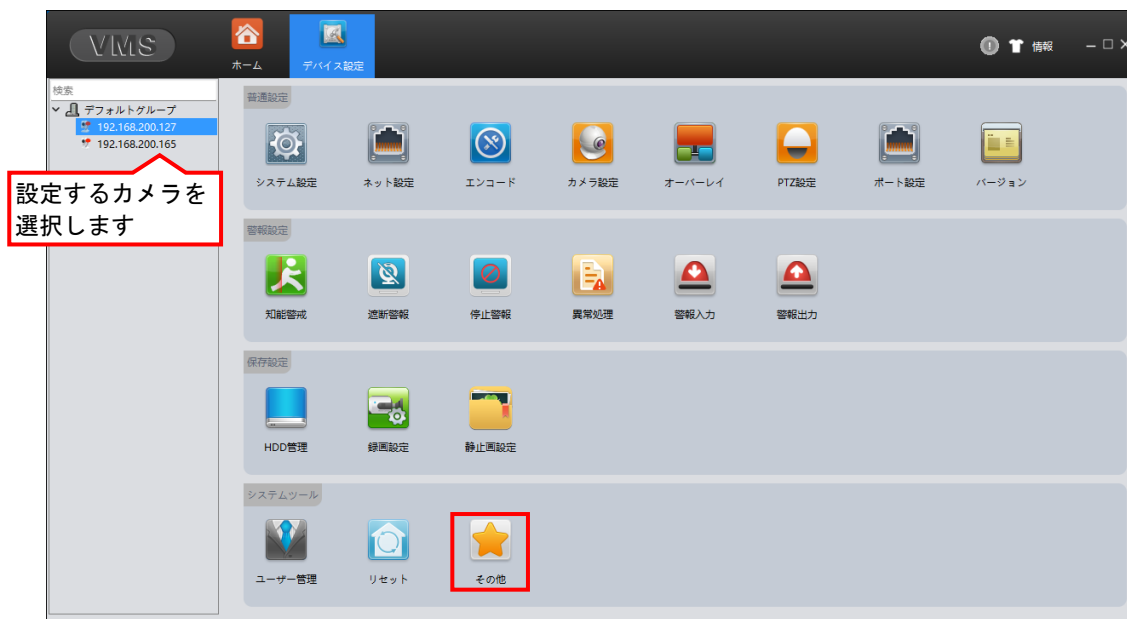 VMS
ホーム
デバイス設定
情報
検索
デフォルトグループ
192.168.200.127
192.168.200.165
設定するカメラを
選択します
普通設定
システム設定 ネット設定 エンコード カメラ設定 オーバーレイ PTZ設定 ポート設定 バージョン
警報設定
知能警戒 遮断警報 停止警報 異常処理 警報入力 警報出力
保存設定
HDD管理 録画設定 静止画設定
システムツール
ユーザー管理 リセット その他